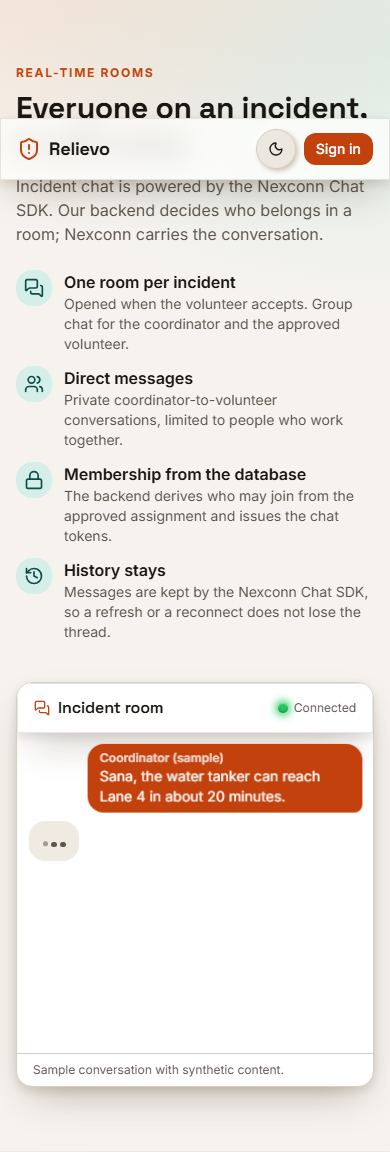 REAL-TIME ROOMS
Everyone on an incident,
Relievo
Sign in
Incident chat is powered by the Nexconn Chat
SDK. Our backend decides who belongs in a
room; Nexconn carries the conversation.
One room per incident
Opened when the volunteer accepts. Group
chat for the coordinator and the approved
volunteer.
Direct messages
Private coordinator-to-volunteer
conversations, limited to people who work
together.
Membership from the database
The backend derives who may join from the
approved assignment and issues the chat
tokens.
History stays
Messages are kept by the Nexconn Chat SDK,
so a refresh or a reconnect does not lose the
thread.
Incident room
Connected
Coordinator (sample)
Sana, the water tanker can reach
Lane 4 in about 20 minutes.
Sample conversation with synthetic content.